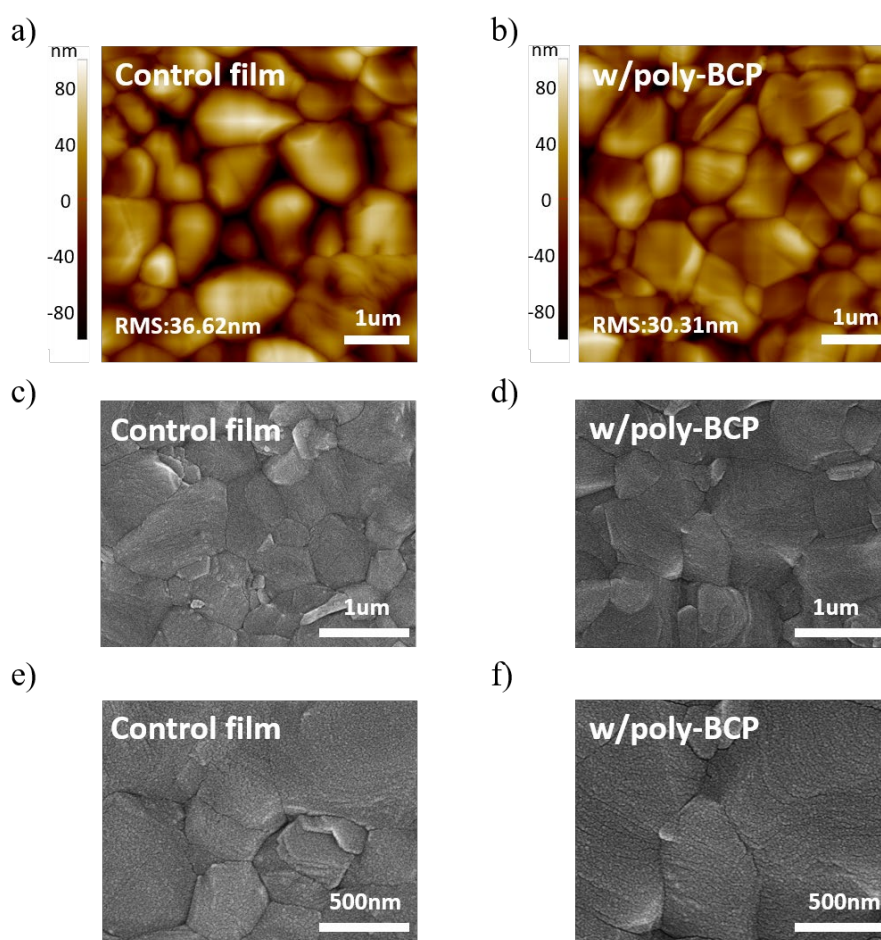 a)
nm
80
40
0
-40
-80
Control film
RMS:36.62nm
1um
b)
nm
80
40
0
-40
-80
w/poly-BCP
RMS:30.31nm
1um
c)
Control film
1um
d)
w/poly-BCP
1um
e)
Control film
500nm
f)
w/poly-BCP
500nm